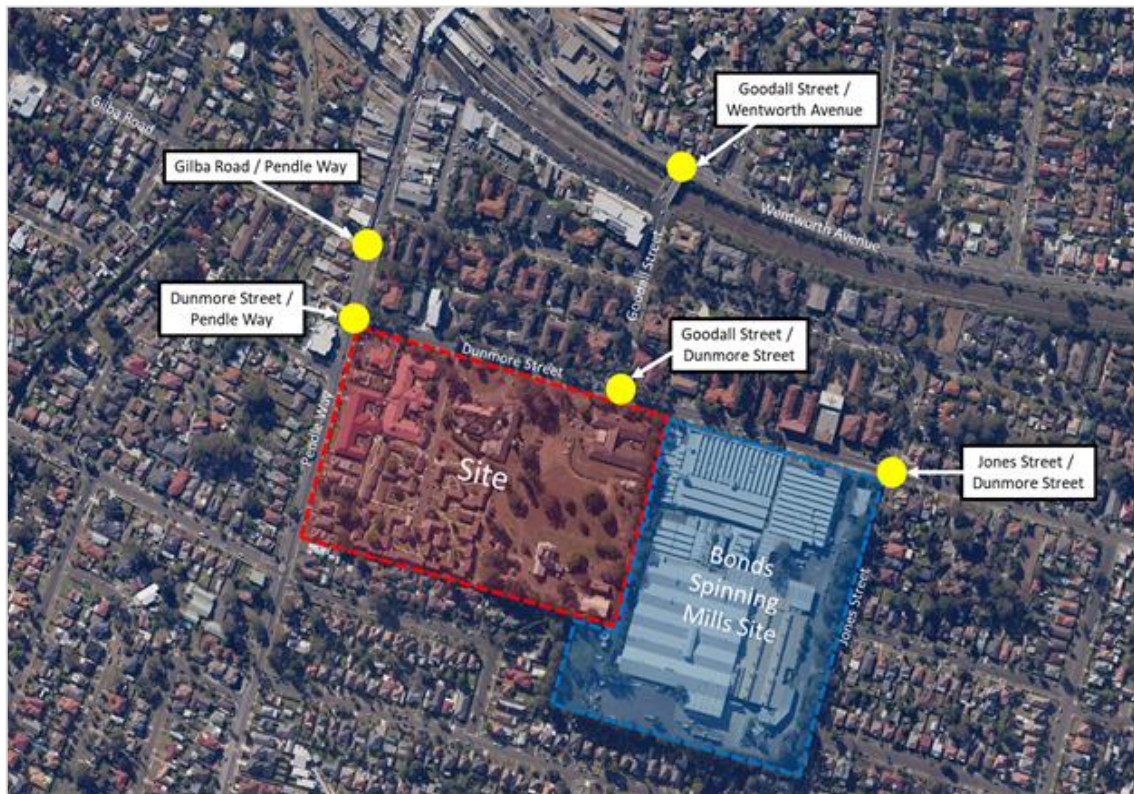 Goodall Street /
Wentworth Avenue
Gilba Road
Gilba Road / Pendle Way
Wentworth Avenue
Goodall Street
Dunmore Street /
Pendle Way
Goodall Street /
Dunmore Street
Dunmore Street
Pendle Way
Site
Jones Street /
Dunmore Street
Bonds
Spinning
Mills Site
Jones Street